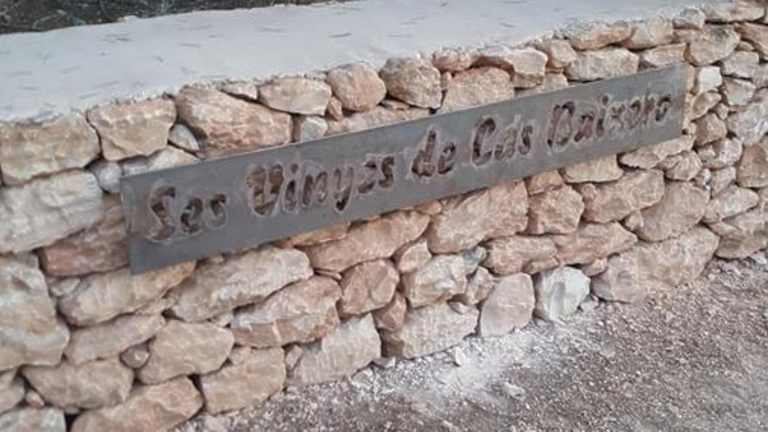 Ses Vinyes de Cas Baixero